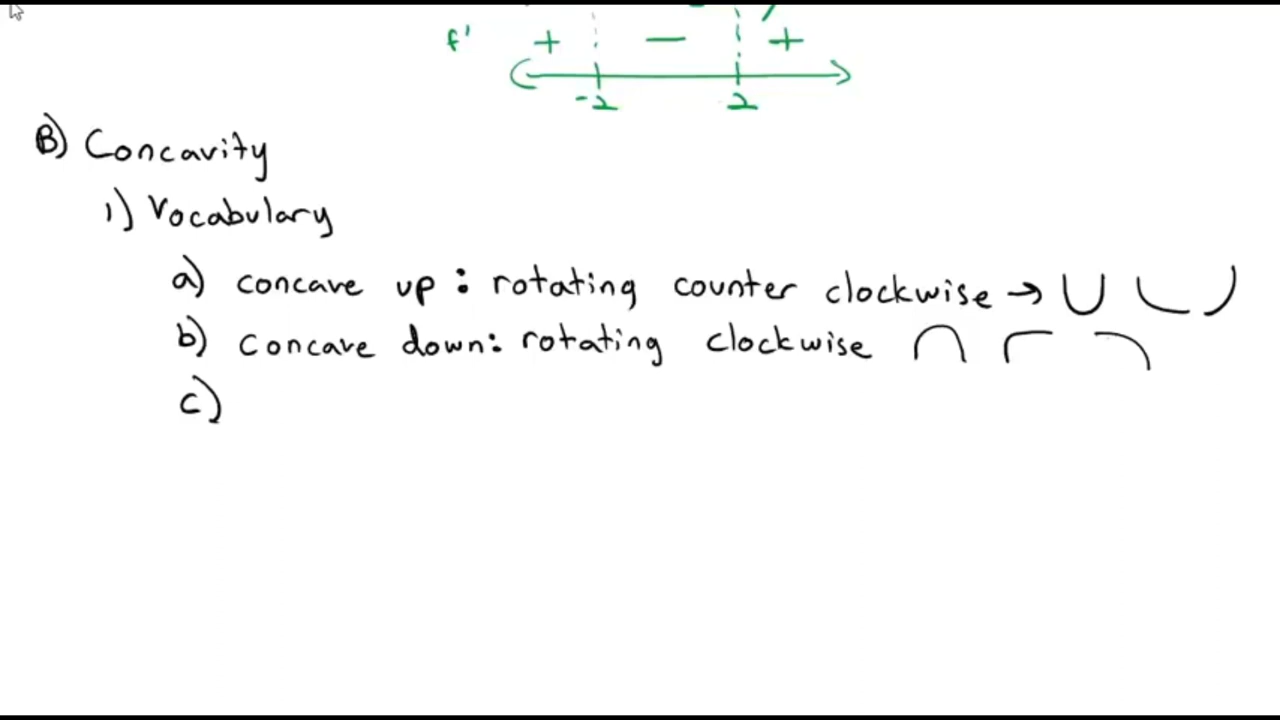 f' + − +
-2 2
B) Concavity
1) Vocabulary
a) concave up: rotating counter clockwise →
b) concave down: rotating clockwise
c)